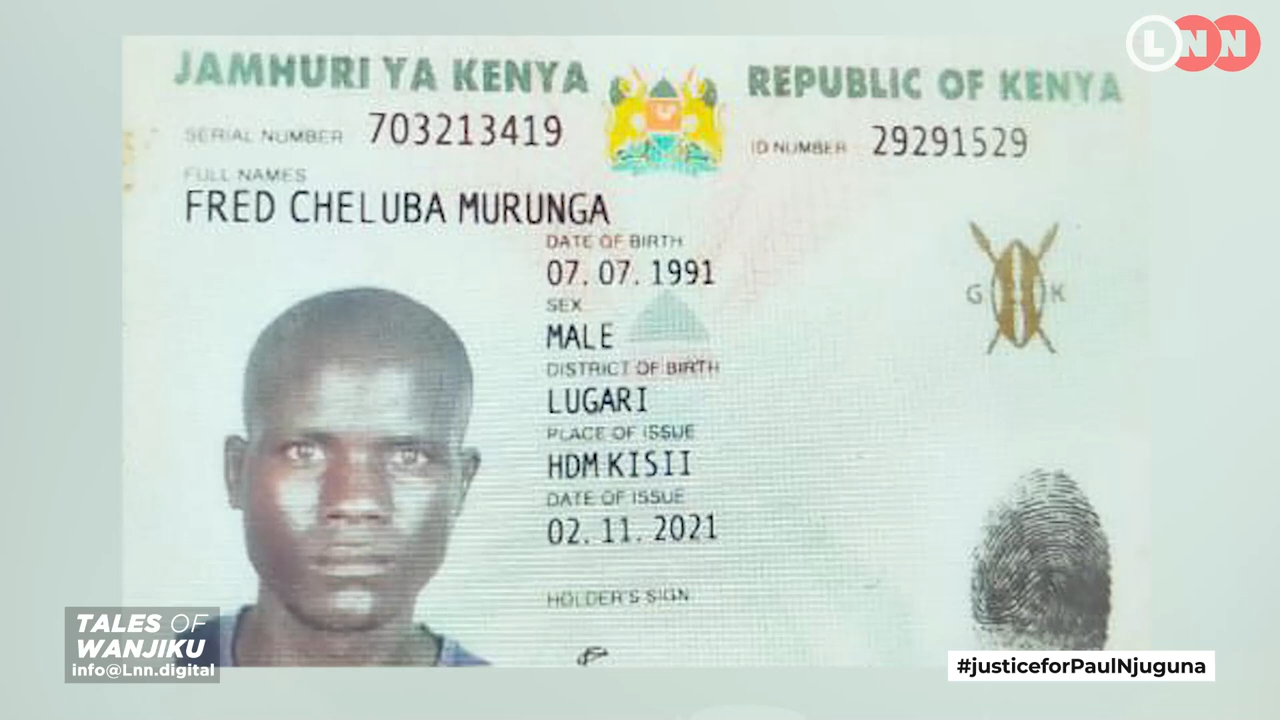 LNN
JAMHURI YA KENYA
REPUBLIC OF KENYA
SERIAL NUMBER 703213419
ID NUMBER 29291529
FULL NAMES
FRED CHELUBA MURUNGA
DATE OF BIRTH
07. 07. 1991
SEX
MALE
DISTRICT OF BIRTH
LUGARI
PLACE OF ISSUE
HDM KISII
DATE OF ISSUE
02. 11. 2021
HOLDER'S SIGN
G K
TALES OF
WANJIKU
info@Lnn.digital
#justiceforPaulNjuguna